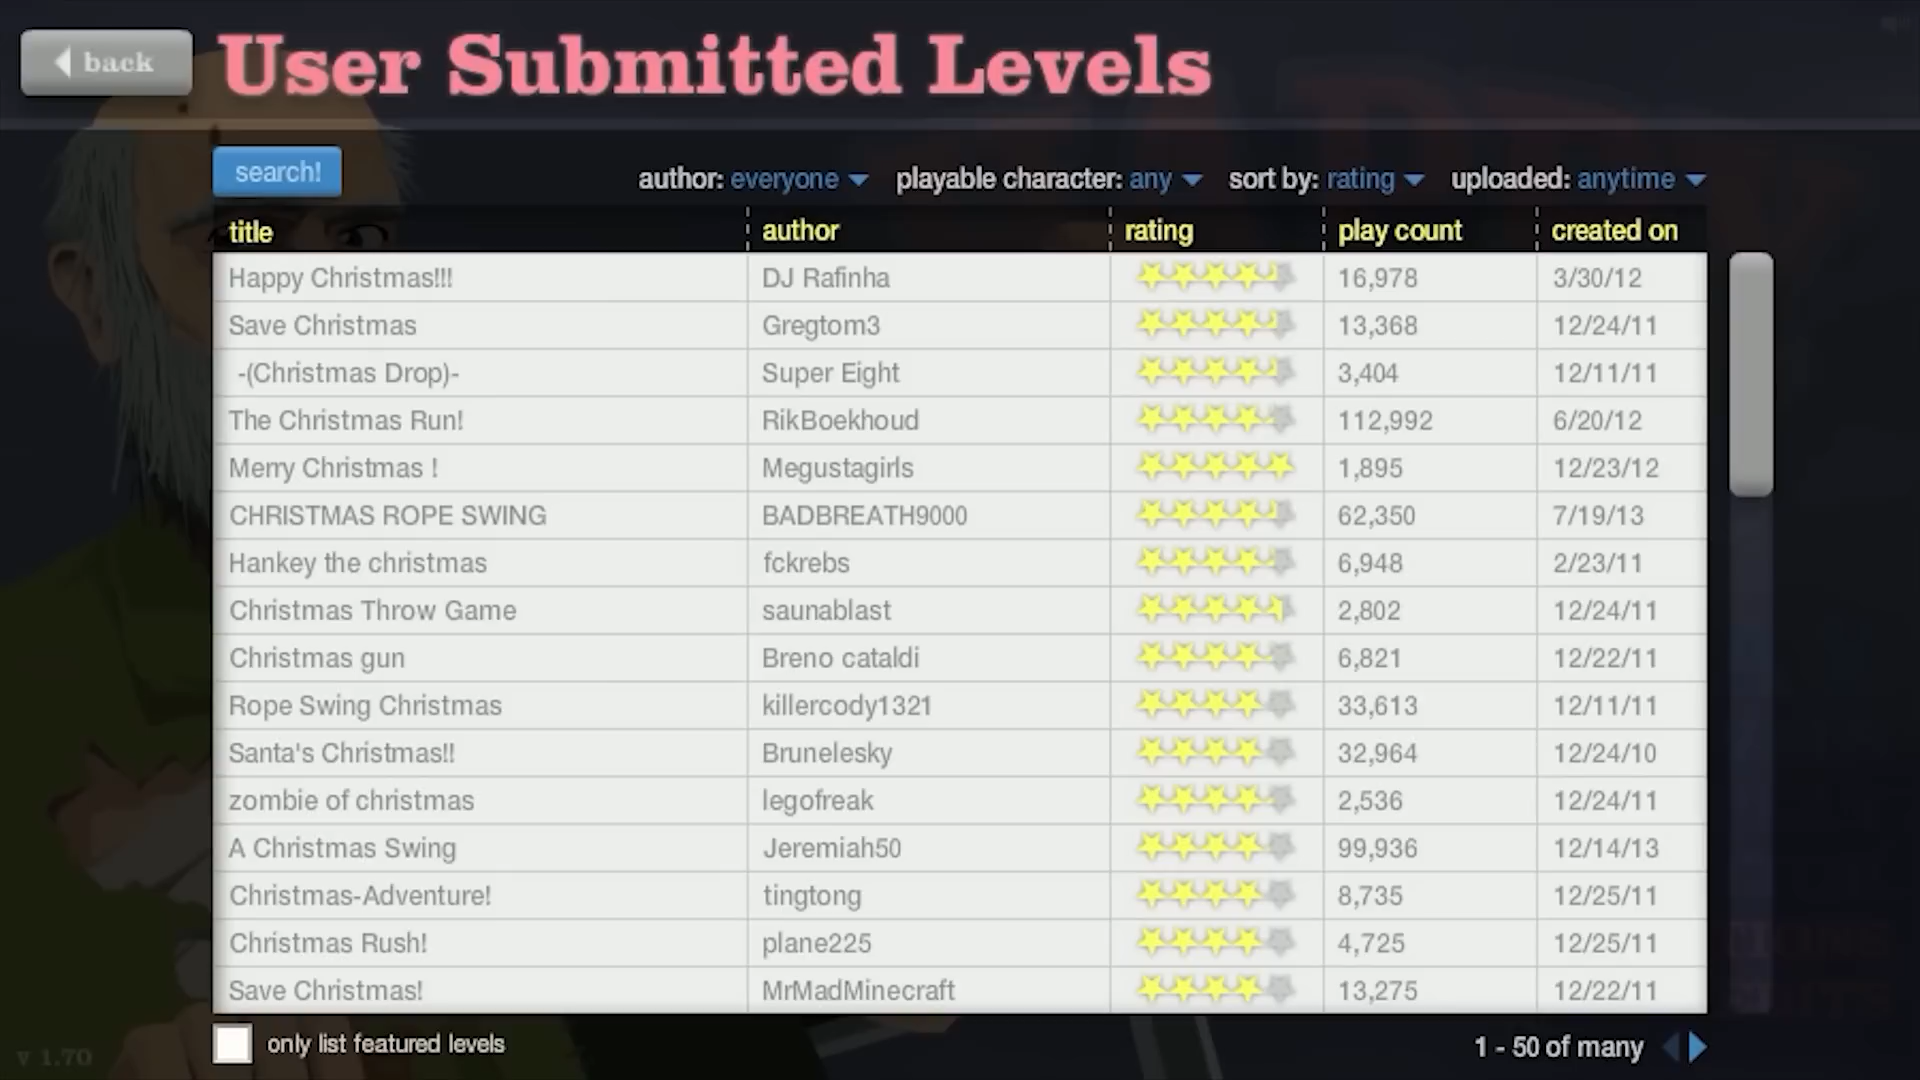 back
User Submitted Levels
search!
author: everyone playable character: any sort by: rating uploaded: anytime
title author rating play count created on
Happy Christmas!!! DJ Rafinha 16,978 3/30/12
Save Christmas Gregtom3 13,368 12/24/11
-(Christmas Drop)- Super Eight 3,404 12/11/11
The Christmas Run! RikBoekhoud 112,992 6/20/12
Merry Christmas ! Megustagirls 1,895 12/23/12
CHRISTMAS ROPE SWING BADBREATH9000 62,350 7/19/13
Hankey the christmas fckrebs 6,948 2/23/11
Christmas Throw Game saunablast 2,802 12/24/11
Christmas gun Breno cataldi 6,821 12/22/11
Rope Swing Christmas killercody1321 33,613 12/11/11
Santa's Christmas!! Brunelesky 32,964 12/24/10
zombie of christmas legofreak 2,536 12/24/11
A Christmas Swing Jeremiah50 99,936 12/14/13
Christmas-Adventure! tingtong 8,735 12/25/11
Christmas Rush! plane225 4,725 12/25/11
Save Christmas! MrMadMinecraft 13,275 12/22/11
only list featured levels
1 - 50 of many
v 1.70